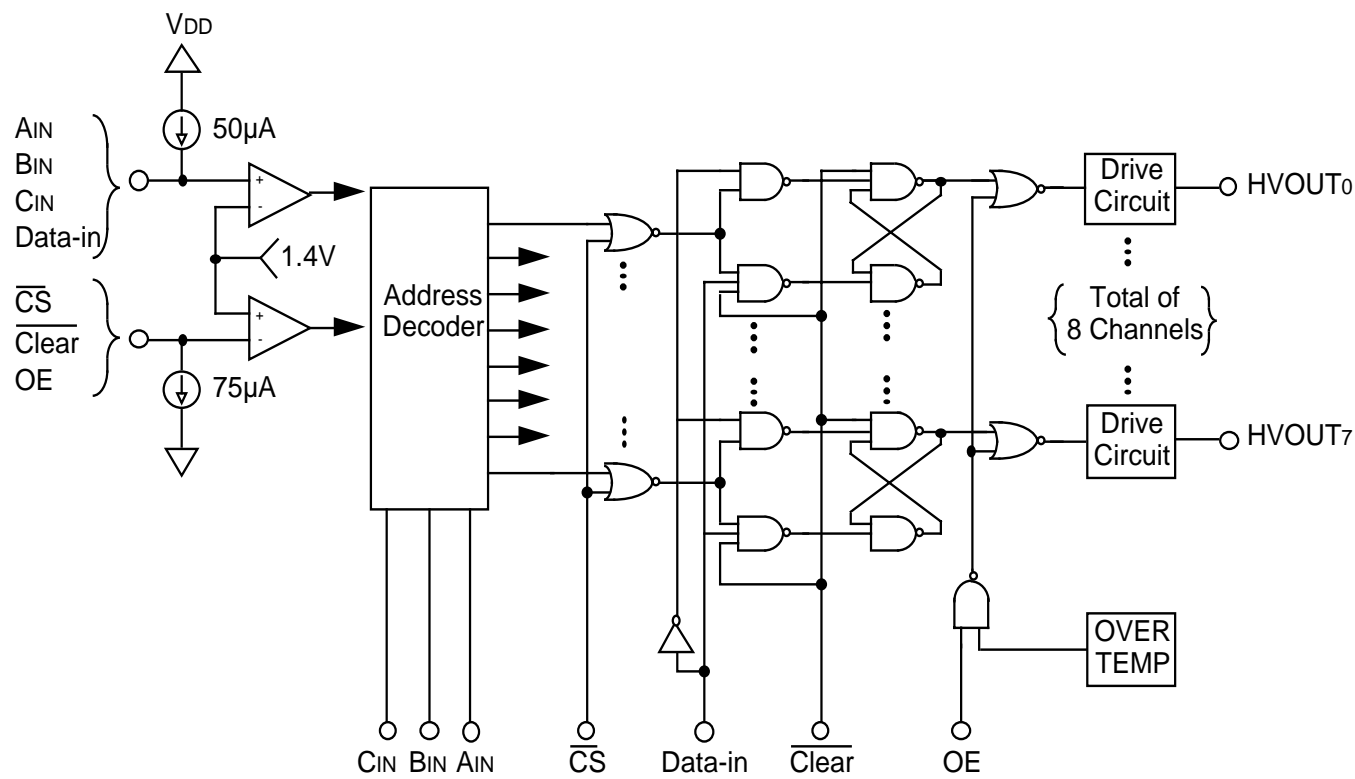 VDD
50µA
AIN
BIN
CIN
Data-in
1.4V
CS
Clear
OE
75µA
Address
Decoder
Drive
Circuit
HVOUT0
Total of
8 Channels
Drive
Circuit
HVOUT7
OVER
TEMP
CIN BIN AIN CS Data-in Clear OE